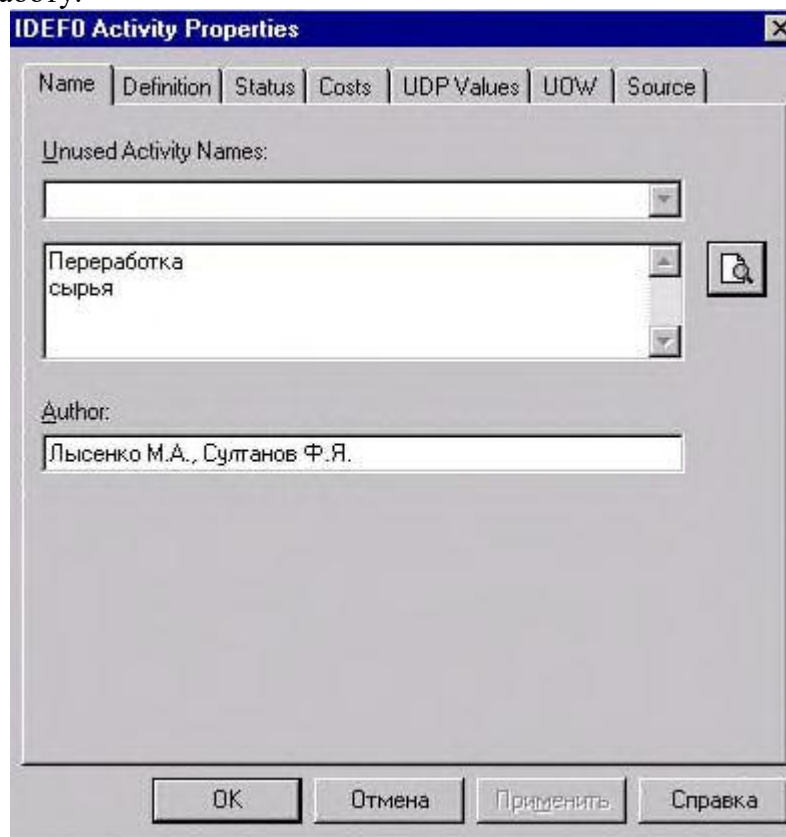 IDEF0 Activity Properties
Name Definition Status Costs UDP Values UOW Source
Unused Activity Names:
Переработка
сырья
Author:
Лысенко М.А., Султанов Ф.Я.
OK Отмена Применить Справка